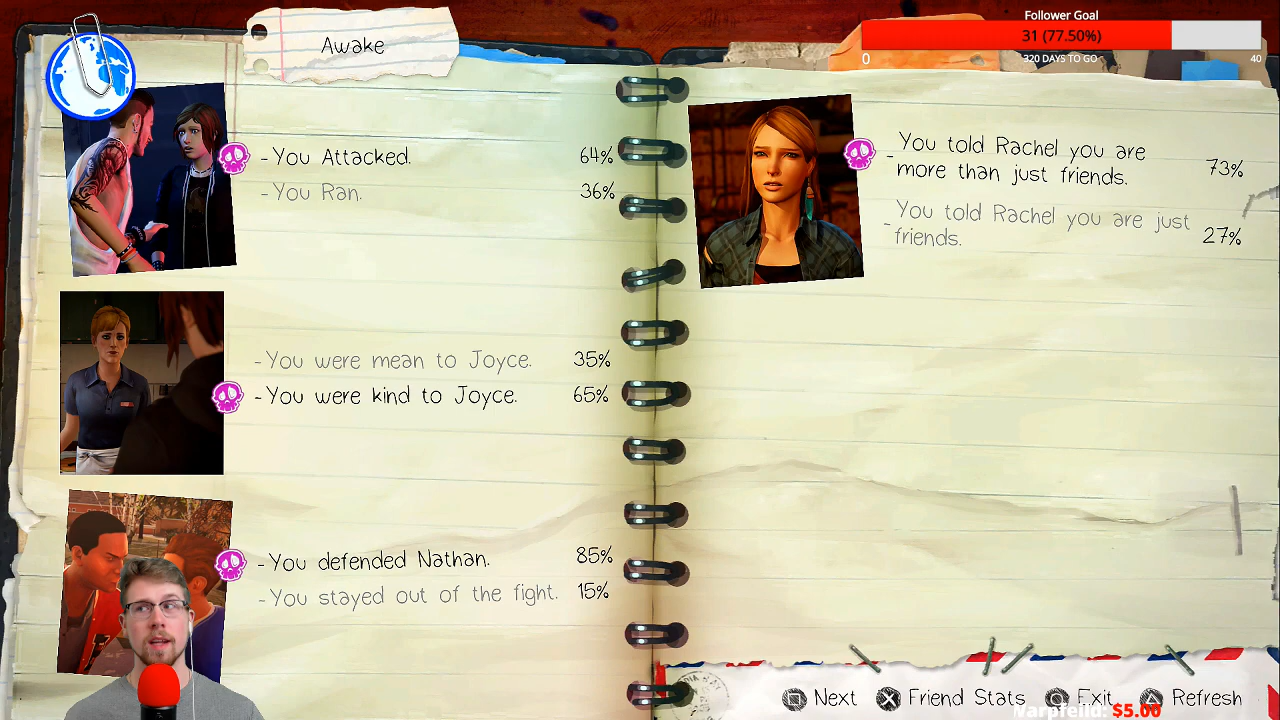 Awake
Follower Goal
31 (77.50%)
0
320 DAYS TO GO
40
-You Attacked. 64%
-You Ran. 36%
-You were mean to Joyce. 35%
-You were kind to Joyce. 65%
-You defended Nathan. 85%
-You stayed out of the fight. 15%
-You told Rachel you are
more than just friends. 73%
-You told Rachel you are just
friends. 27%
Next Friend Stats Exit Refresh
$5.00